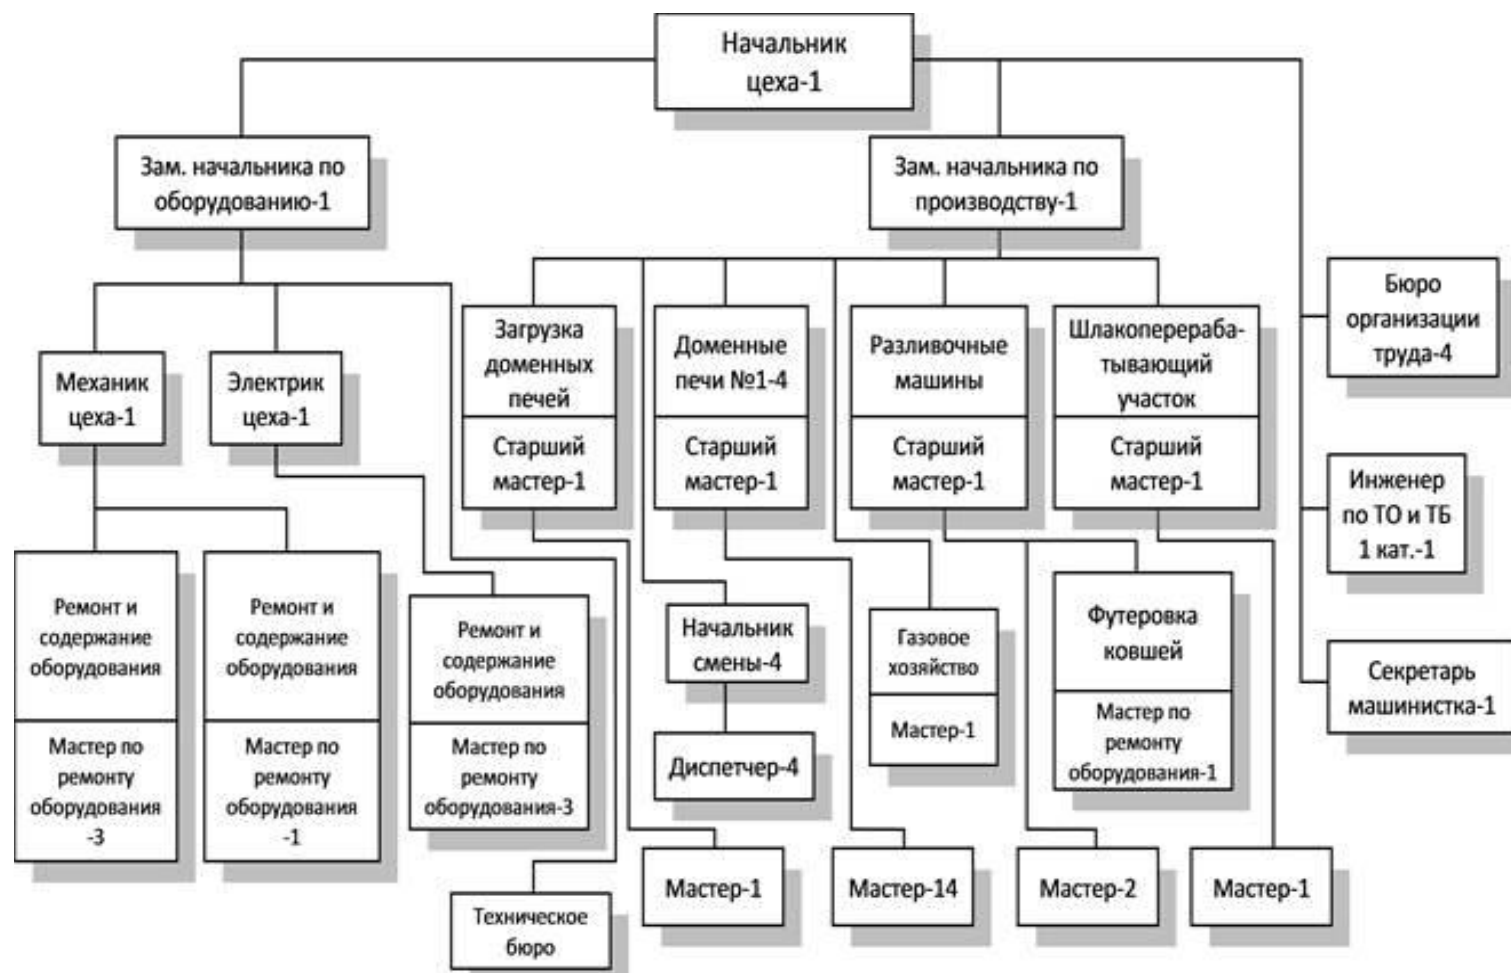 Начальник
цеха-1
Зам. начальника по
оборудованию-1
Зам. начальника по
производству-1
Бюро
организации
труда-4
Механик
цеха-1
Электрик
цеха-1
Загрузка
доменных
печей
Старший
мастер-1
Доменные
печи №1-4
Старший
мастер-1
Разливочные
машины
Старший
мастер-1
Шлакоперераба-
тывающий
участок
Старший
мастер-1
Инженер
по ТО и ТБ
1 кат.-1
Ремонт и
содержание
оборудования
Мастер по
ремонту
оборудования
-3
Ремонт и
содержание
оборудования
Мастер по
ремонту
оборудования
-1
Ремонт и
содержание
оборудования
Мастер по
ремонту
оборудования-3
Начальник
смены-4
Диспетчер-4
Газовое
хозяйство
Мастер-1
Футеровка
ковшей
Мастер по
ремонту
оборудования-1
Секретарь
машинистка-1
Техническое
бюро
Мастер-1
Мастер-14
Мастер-2
Мастер-1